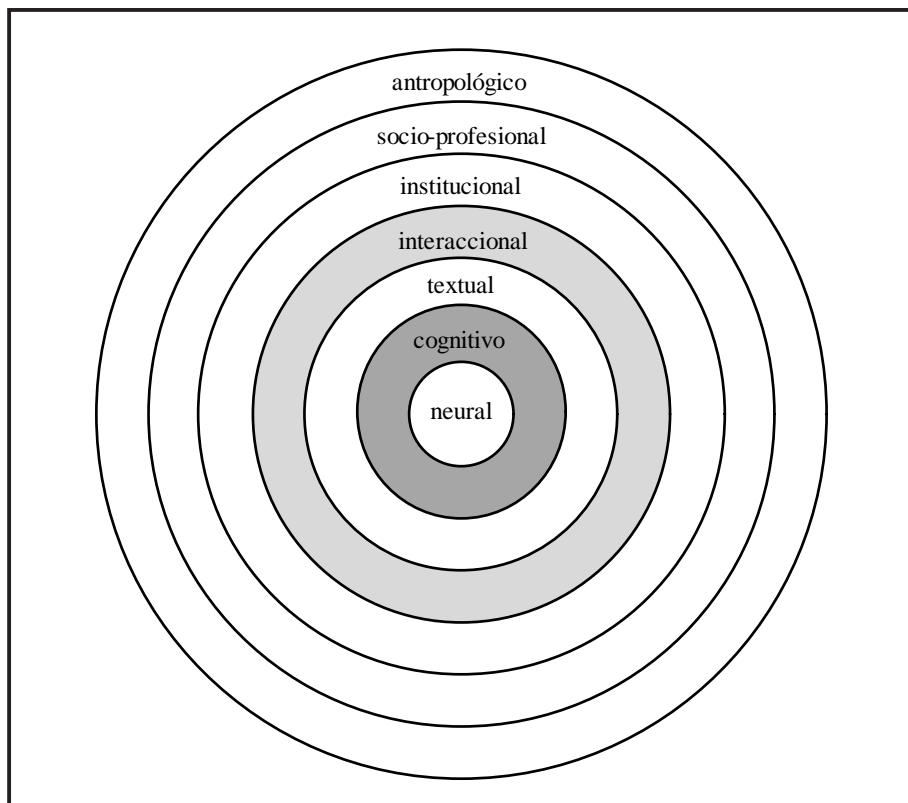 antropológico
socio-profesional
institucional
interaccional
textual
cognitivo
neural